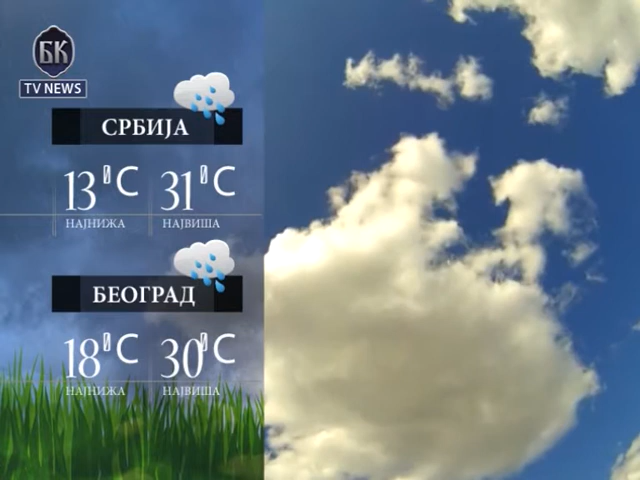 БК
TV NEWS
СРБИЈА
13°C 31°C
НАЈНИЖА НАЈВИША
БЕОГРАД
18°C 30°C
НАЈНИЖА НАЈВИША